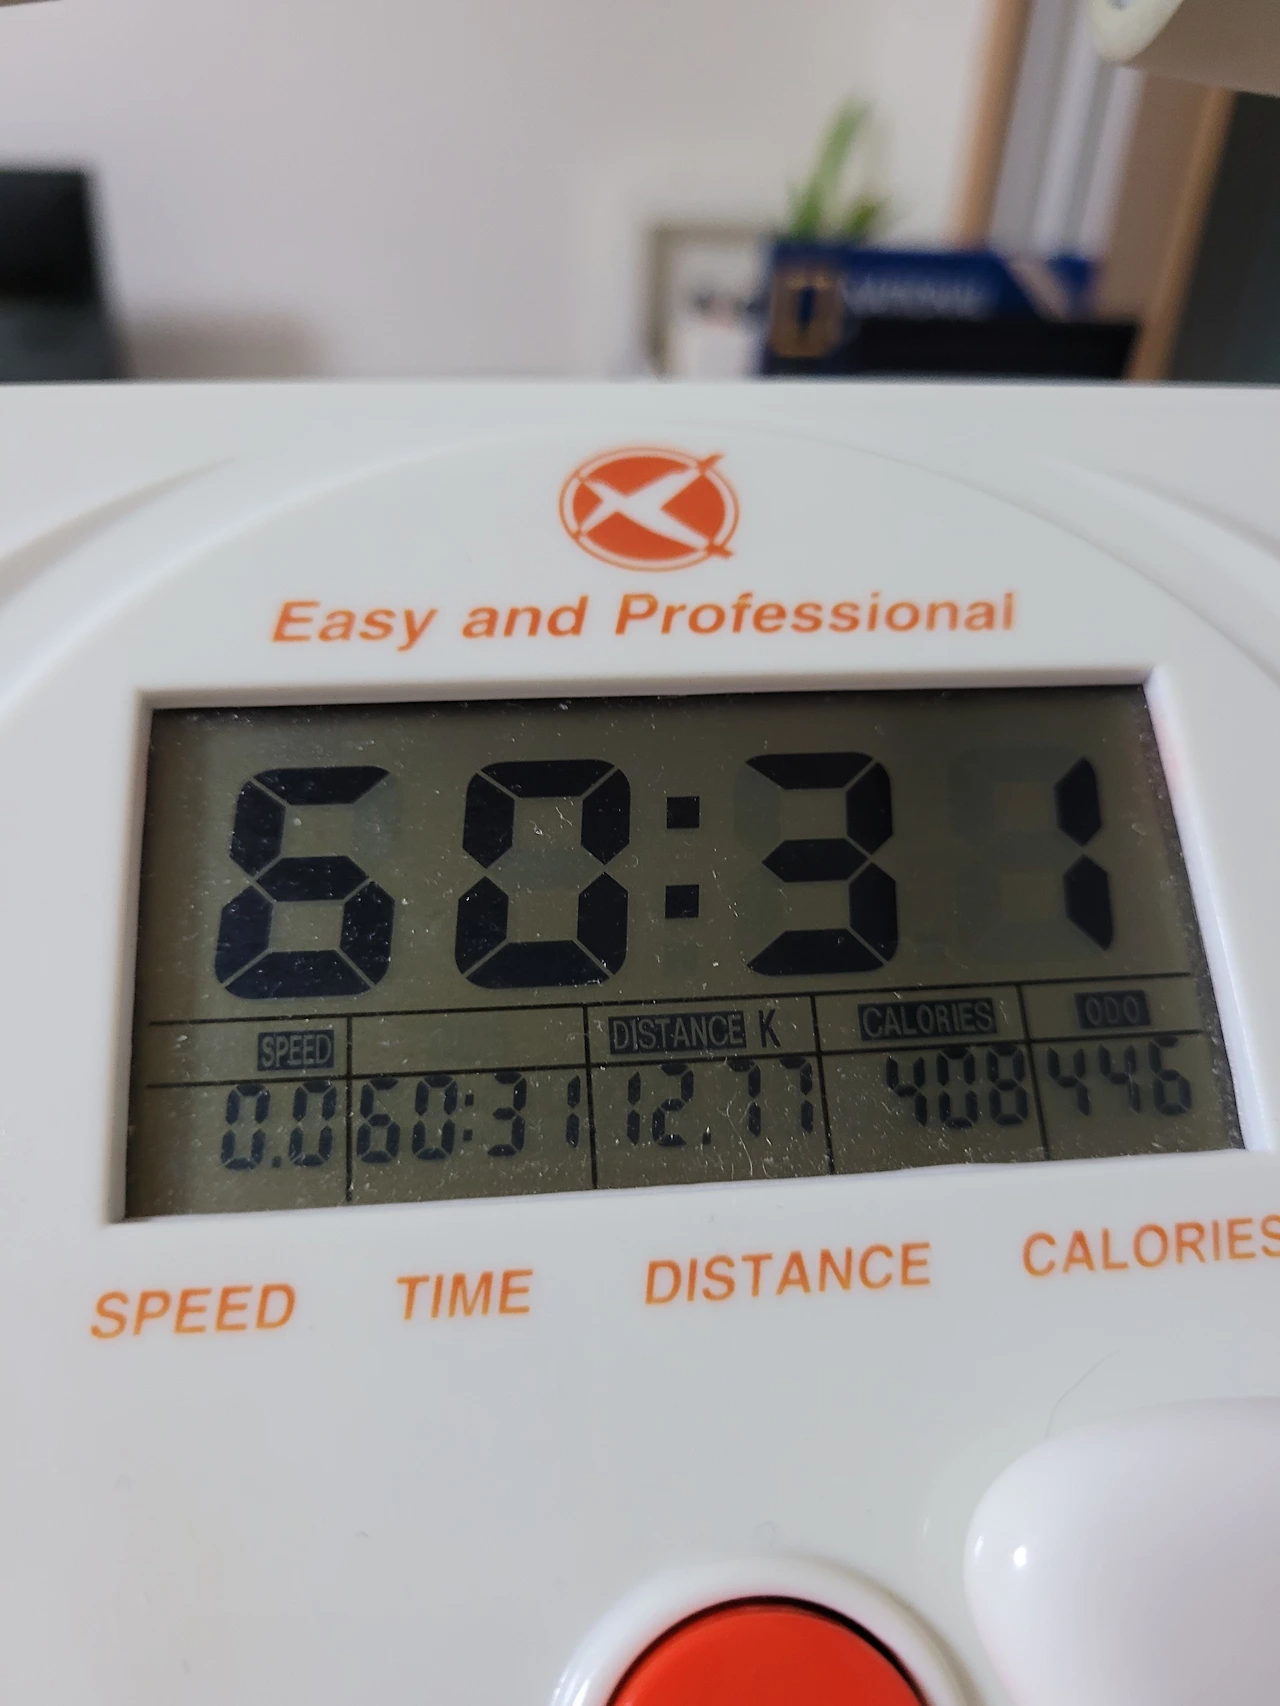 Easy and Professional
60:31
SPEED DISTANCE K CALORIES ODO
0.0 60:31 12.77 408 446
SPEED TIME DISTANCE CALORIES